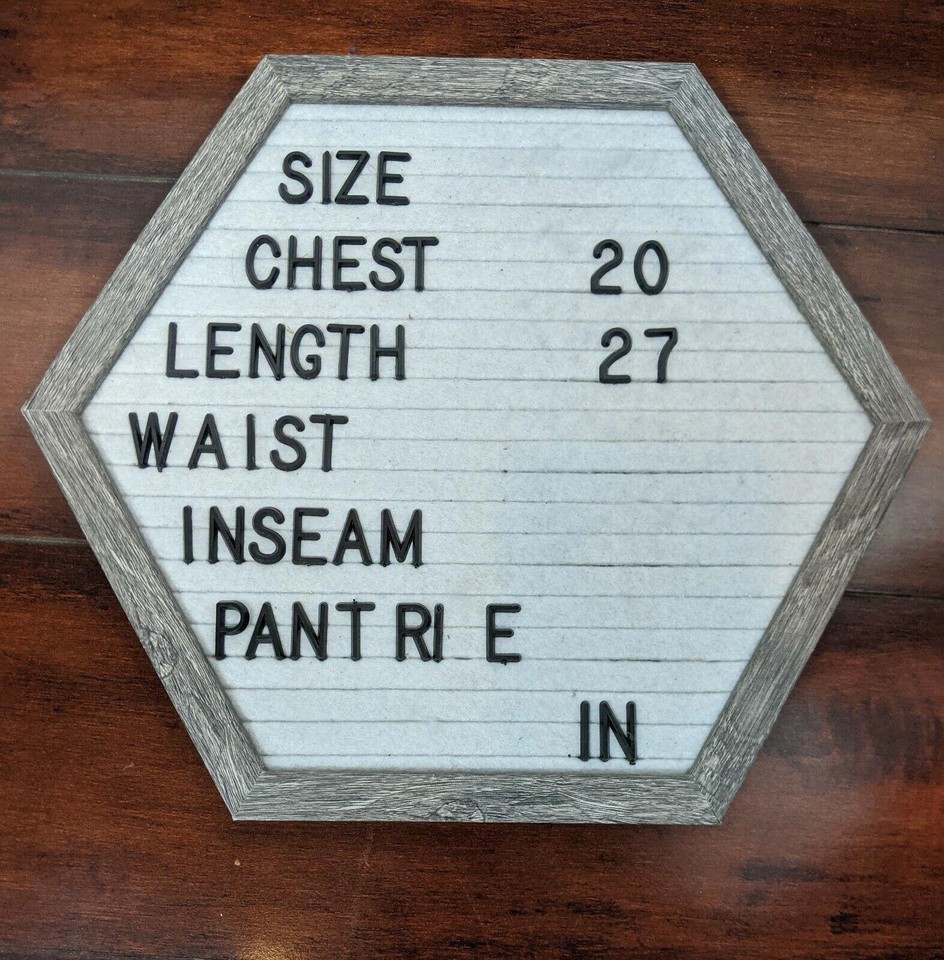 SIZE
CHEST 20
LENGTH 27
WAIST
INSEAM
PANT RI E
IN